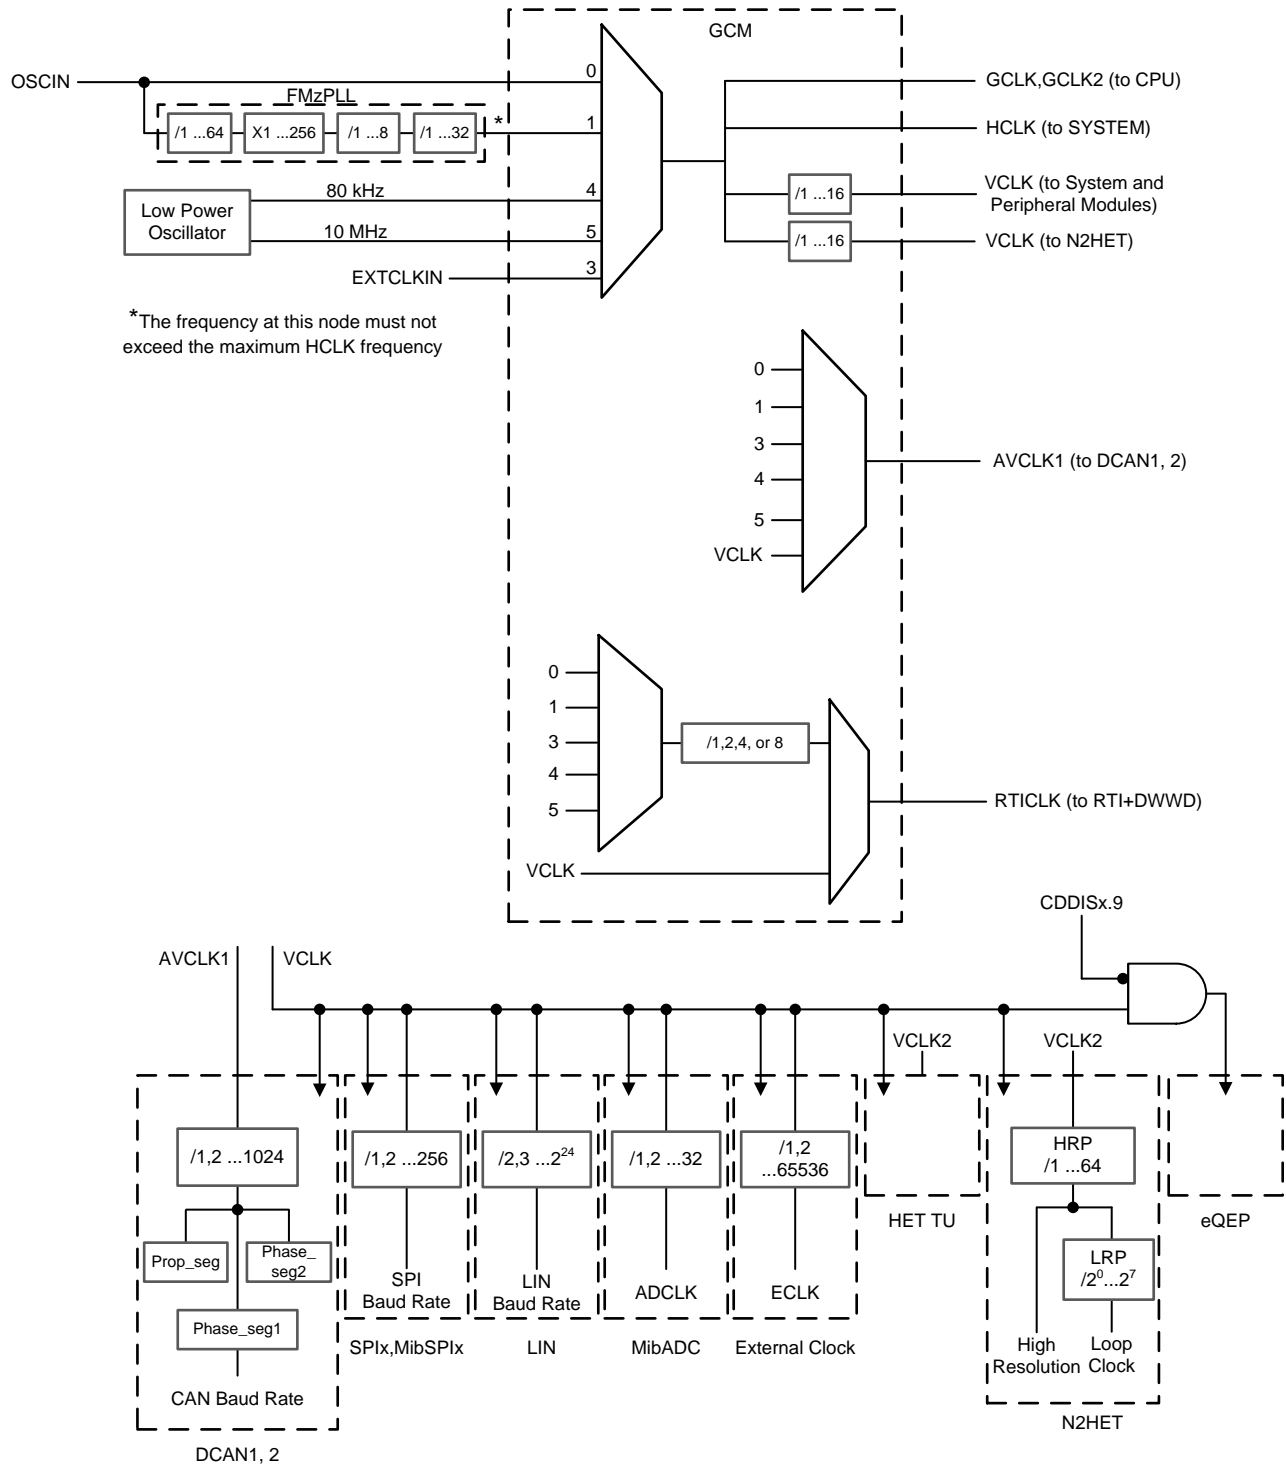 GCM
OSCIN
0
GCLK,GCLK2 (to CPU)
FMzPLL
/1 ...64
X1 ...256
/1 ...8
/1 ...32
*
1
HCLK (to SYSTEM)
Low Power
Oscillator
80 kHz
4
/1 ...16
VCLK (to System and
Peripheral Modules)
10 MHz
5
/1 ...16
VCLK (to N2HET)
EXTCLKIN
3
*The frequency at this node must not
exceed the maximum HCLK frequency
0
1
3
4
5
VCLK
AVCLK1 (to DCAN1, 2)
0
1
3
4
5
/1,2,4, or 8
VCLK
RTICLK (to RTI+DWWD)
CDDISx.9
AVCLK1
VCLK
VCLK2
VCLK2
/1,2 ...1024
/1,2 ...256
/2,3 ...2²⁴
/1,2 ...32
/1,2
...65536
HRP
/1 ...64
HET TU
eQEP
Prop_seg
Phase_
seg2
Phase_seg1
CAN Baud Rate
DCAN1, 2
SPI
Baud Rate
SPIx,MibSPIx
LIN
Baud Rate
LIN
ADCLK
MibADC
ECLK
External Clock
LRP
/2⁰...2⁷
High
Resolution
Loop
Clock
N2HET